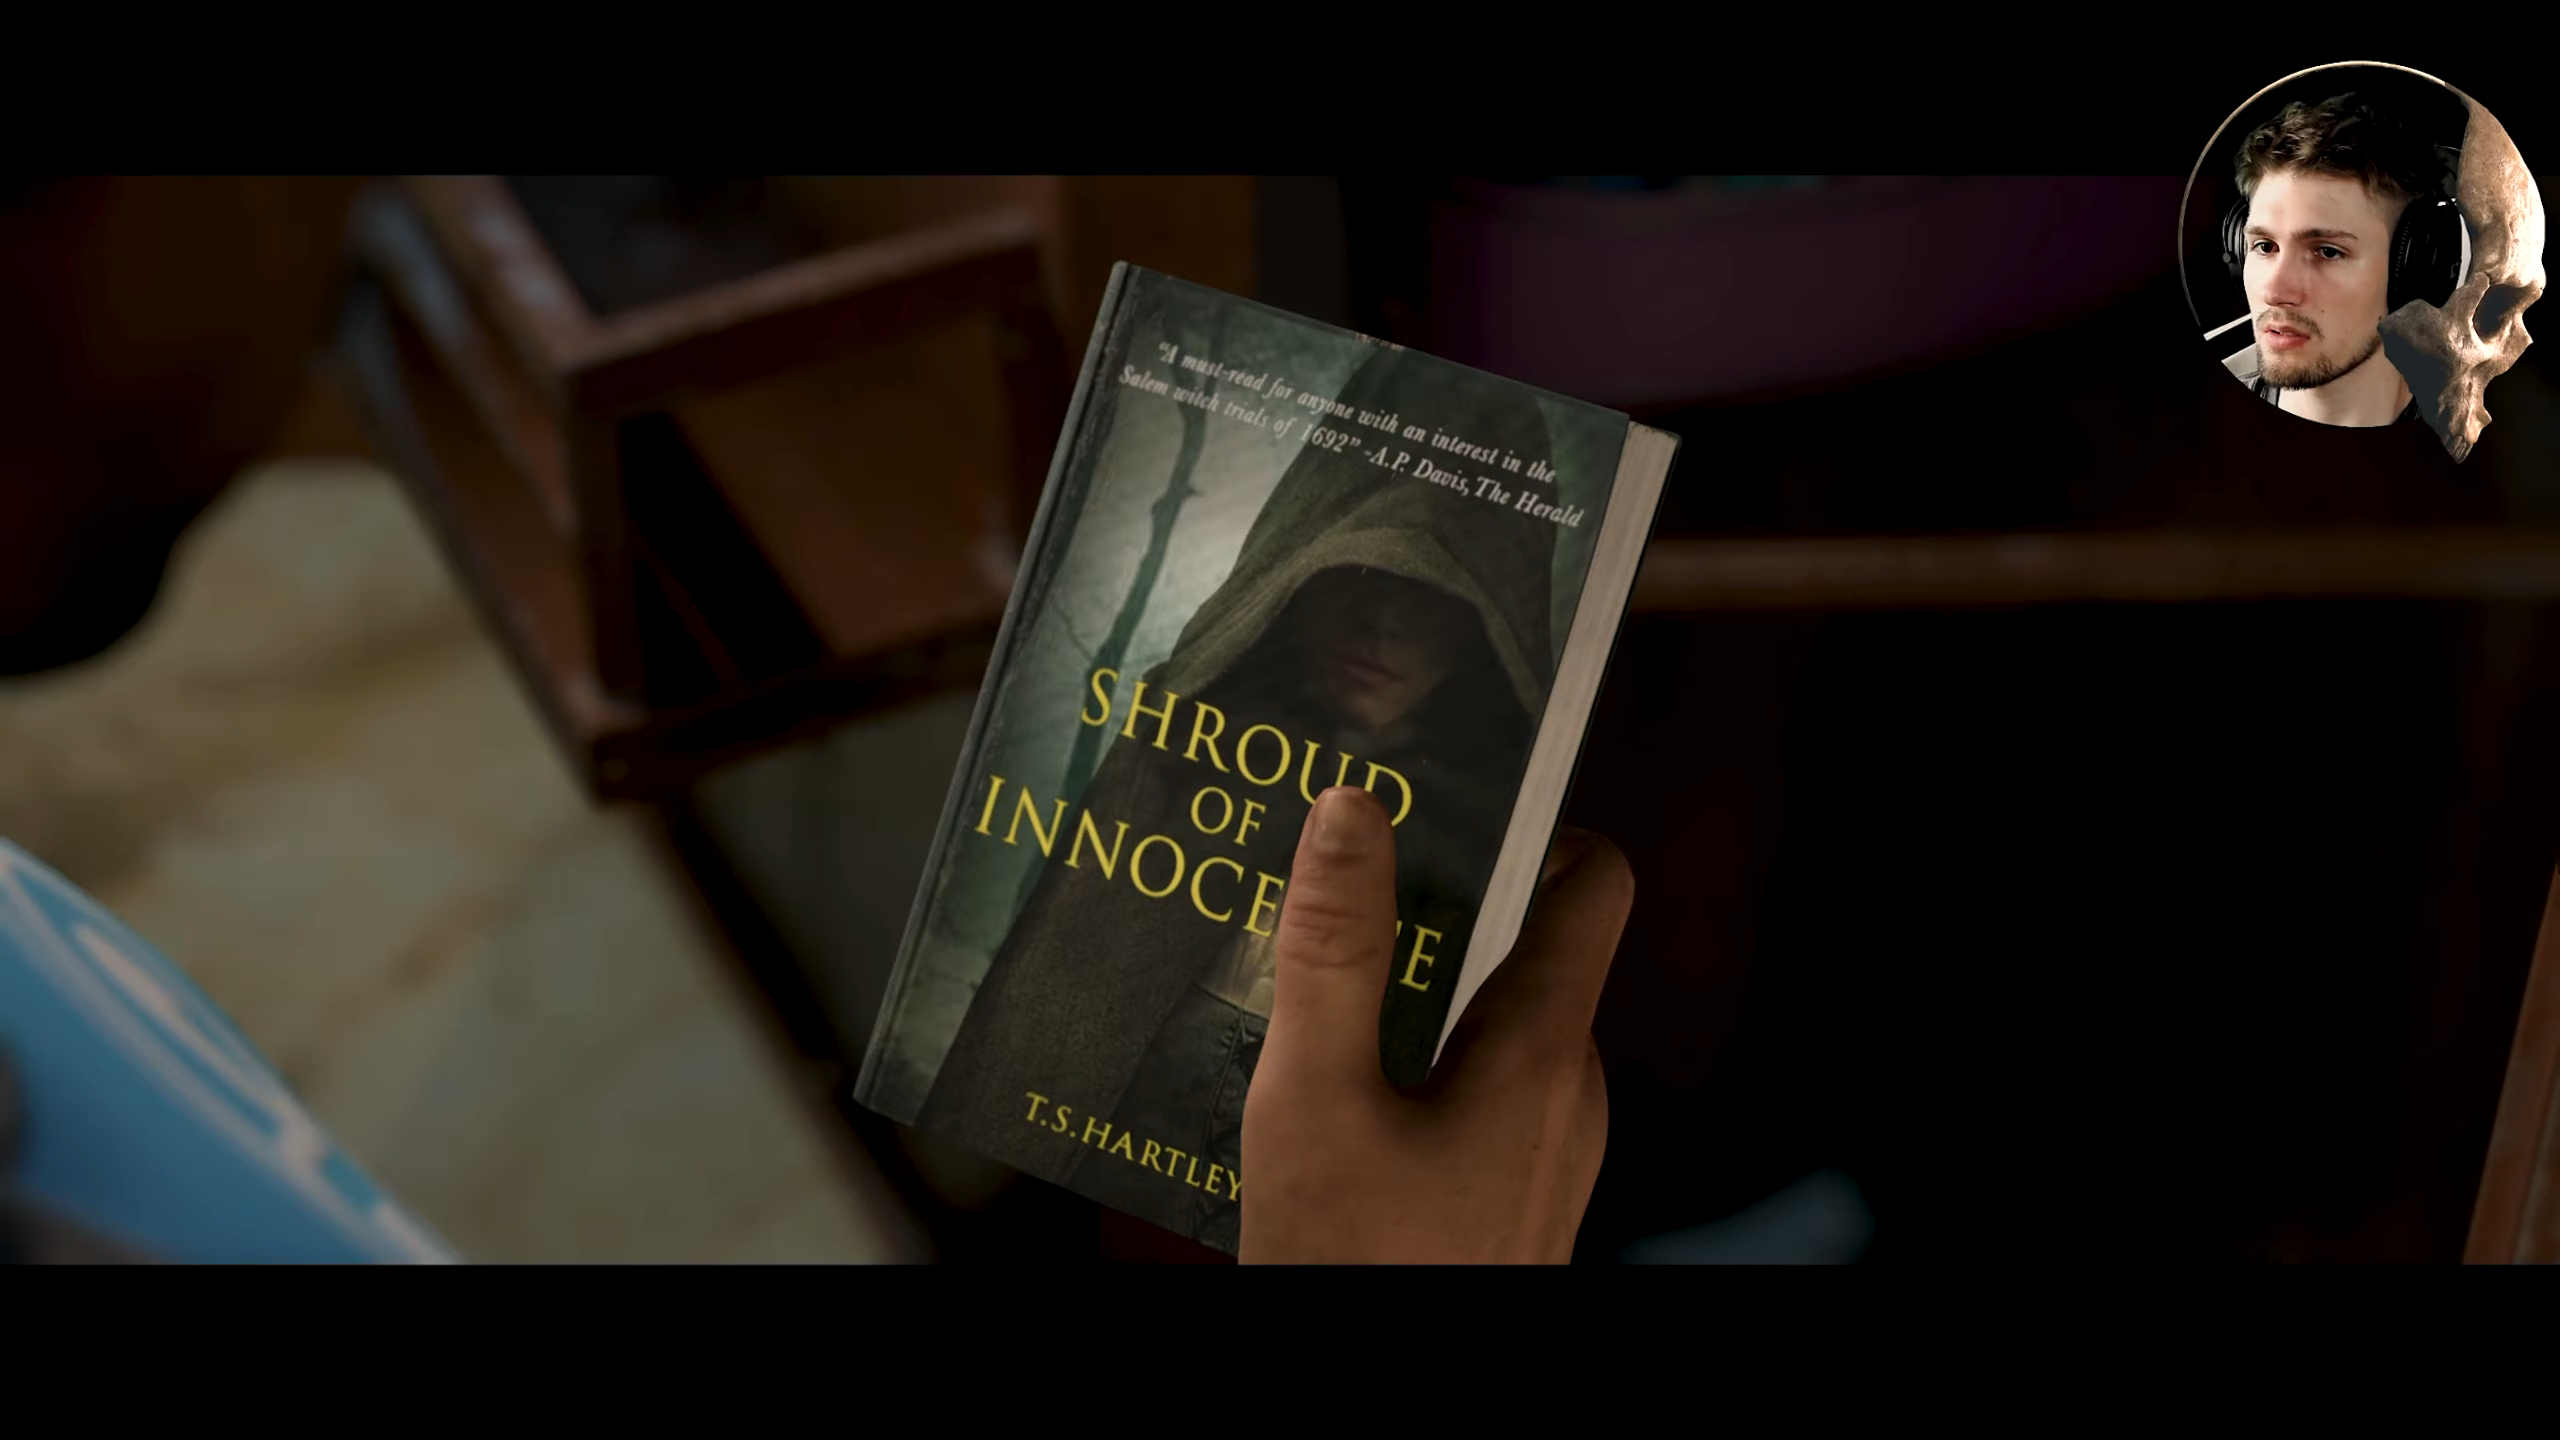 "A must-read for anyone with an interest in the
Salem witch trials of 1692" -A.P. Davis, The Herald
SHROUD
OF
INNOCE E
T.S.HARTLEY